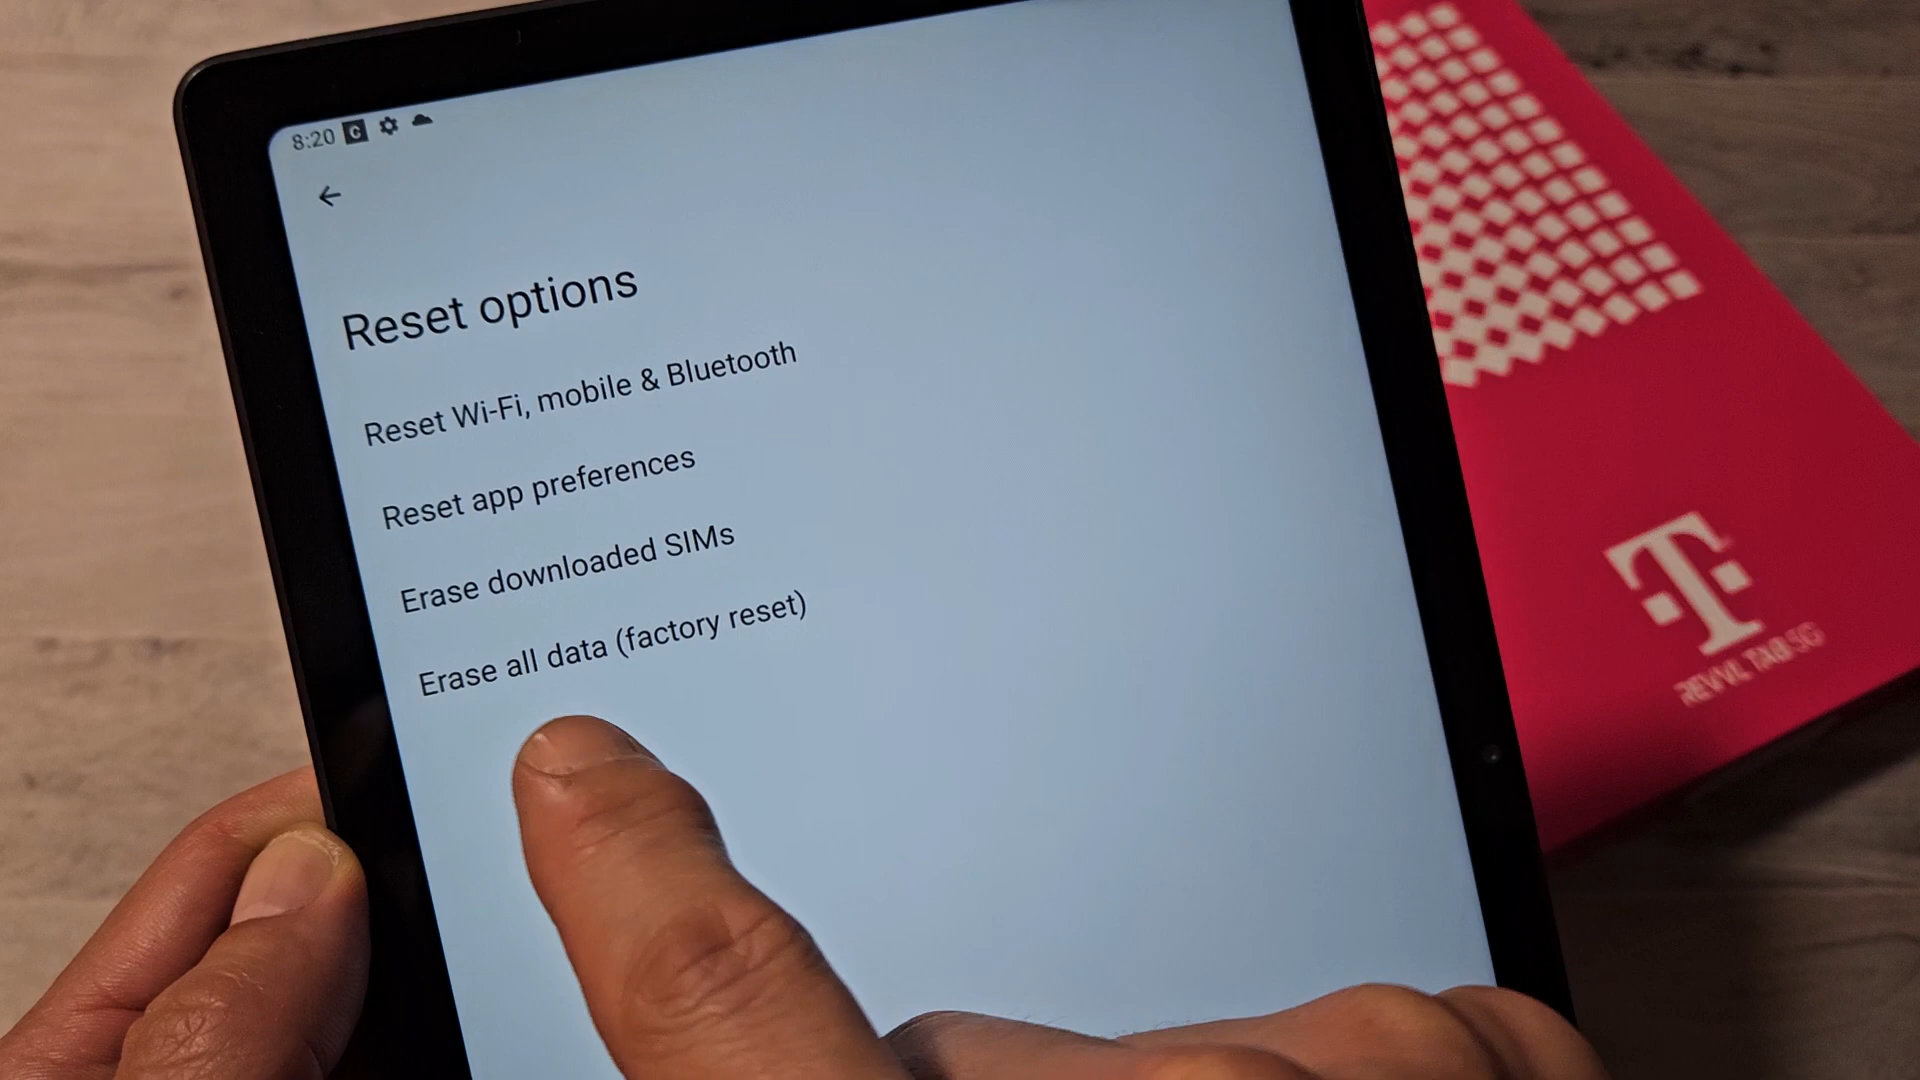 8:20
Reset options
Reset Wi-Fi, mobile & Bluetooth
Reset app preferences
Erase downloaded SIMs
Erase all data (factory reset)
T
REVVL TAB 5G